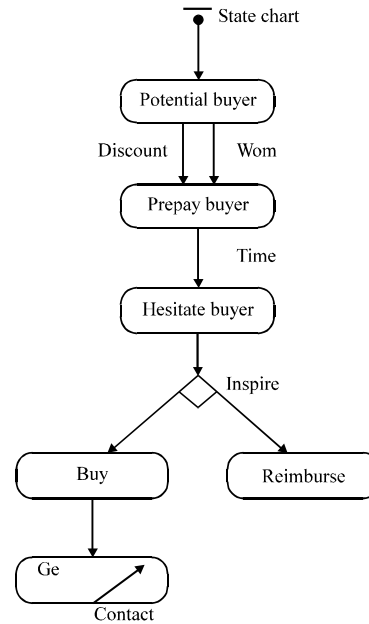 State chart
Potential buyer
Discount
Wom
Prepay buyer
Time
Hesitate buyer
Inspire
Buy
Reimburse
Ge
Contact